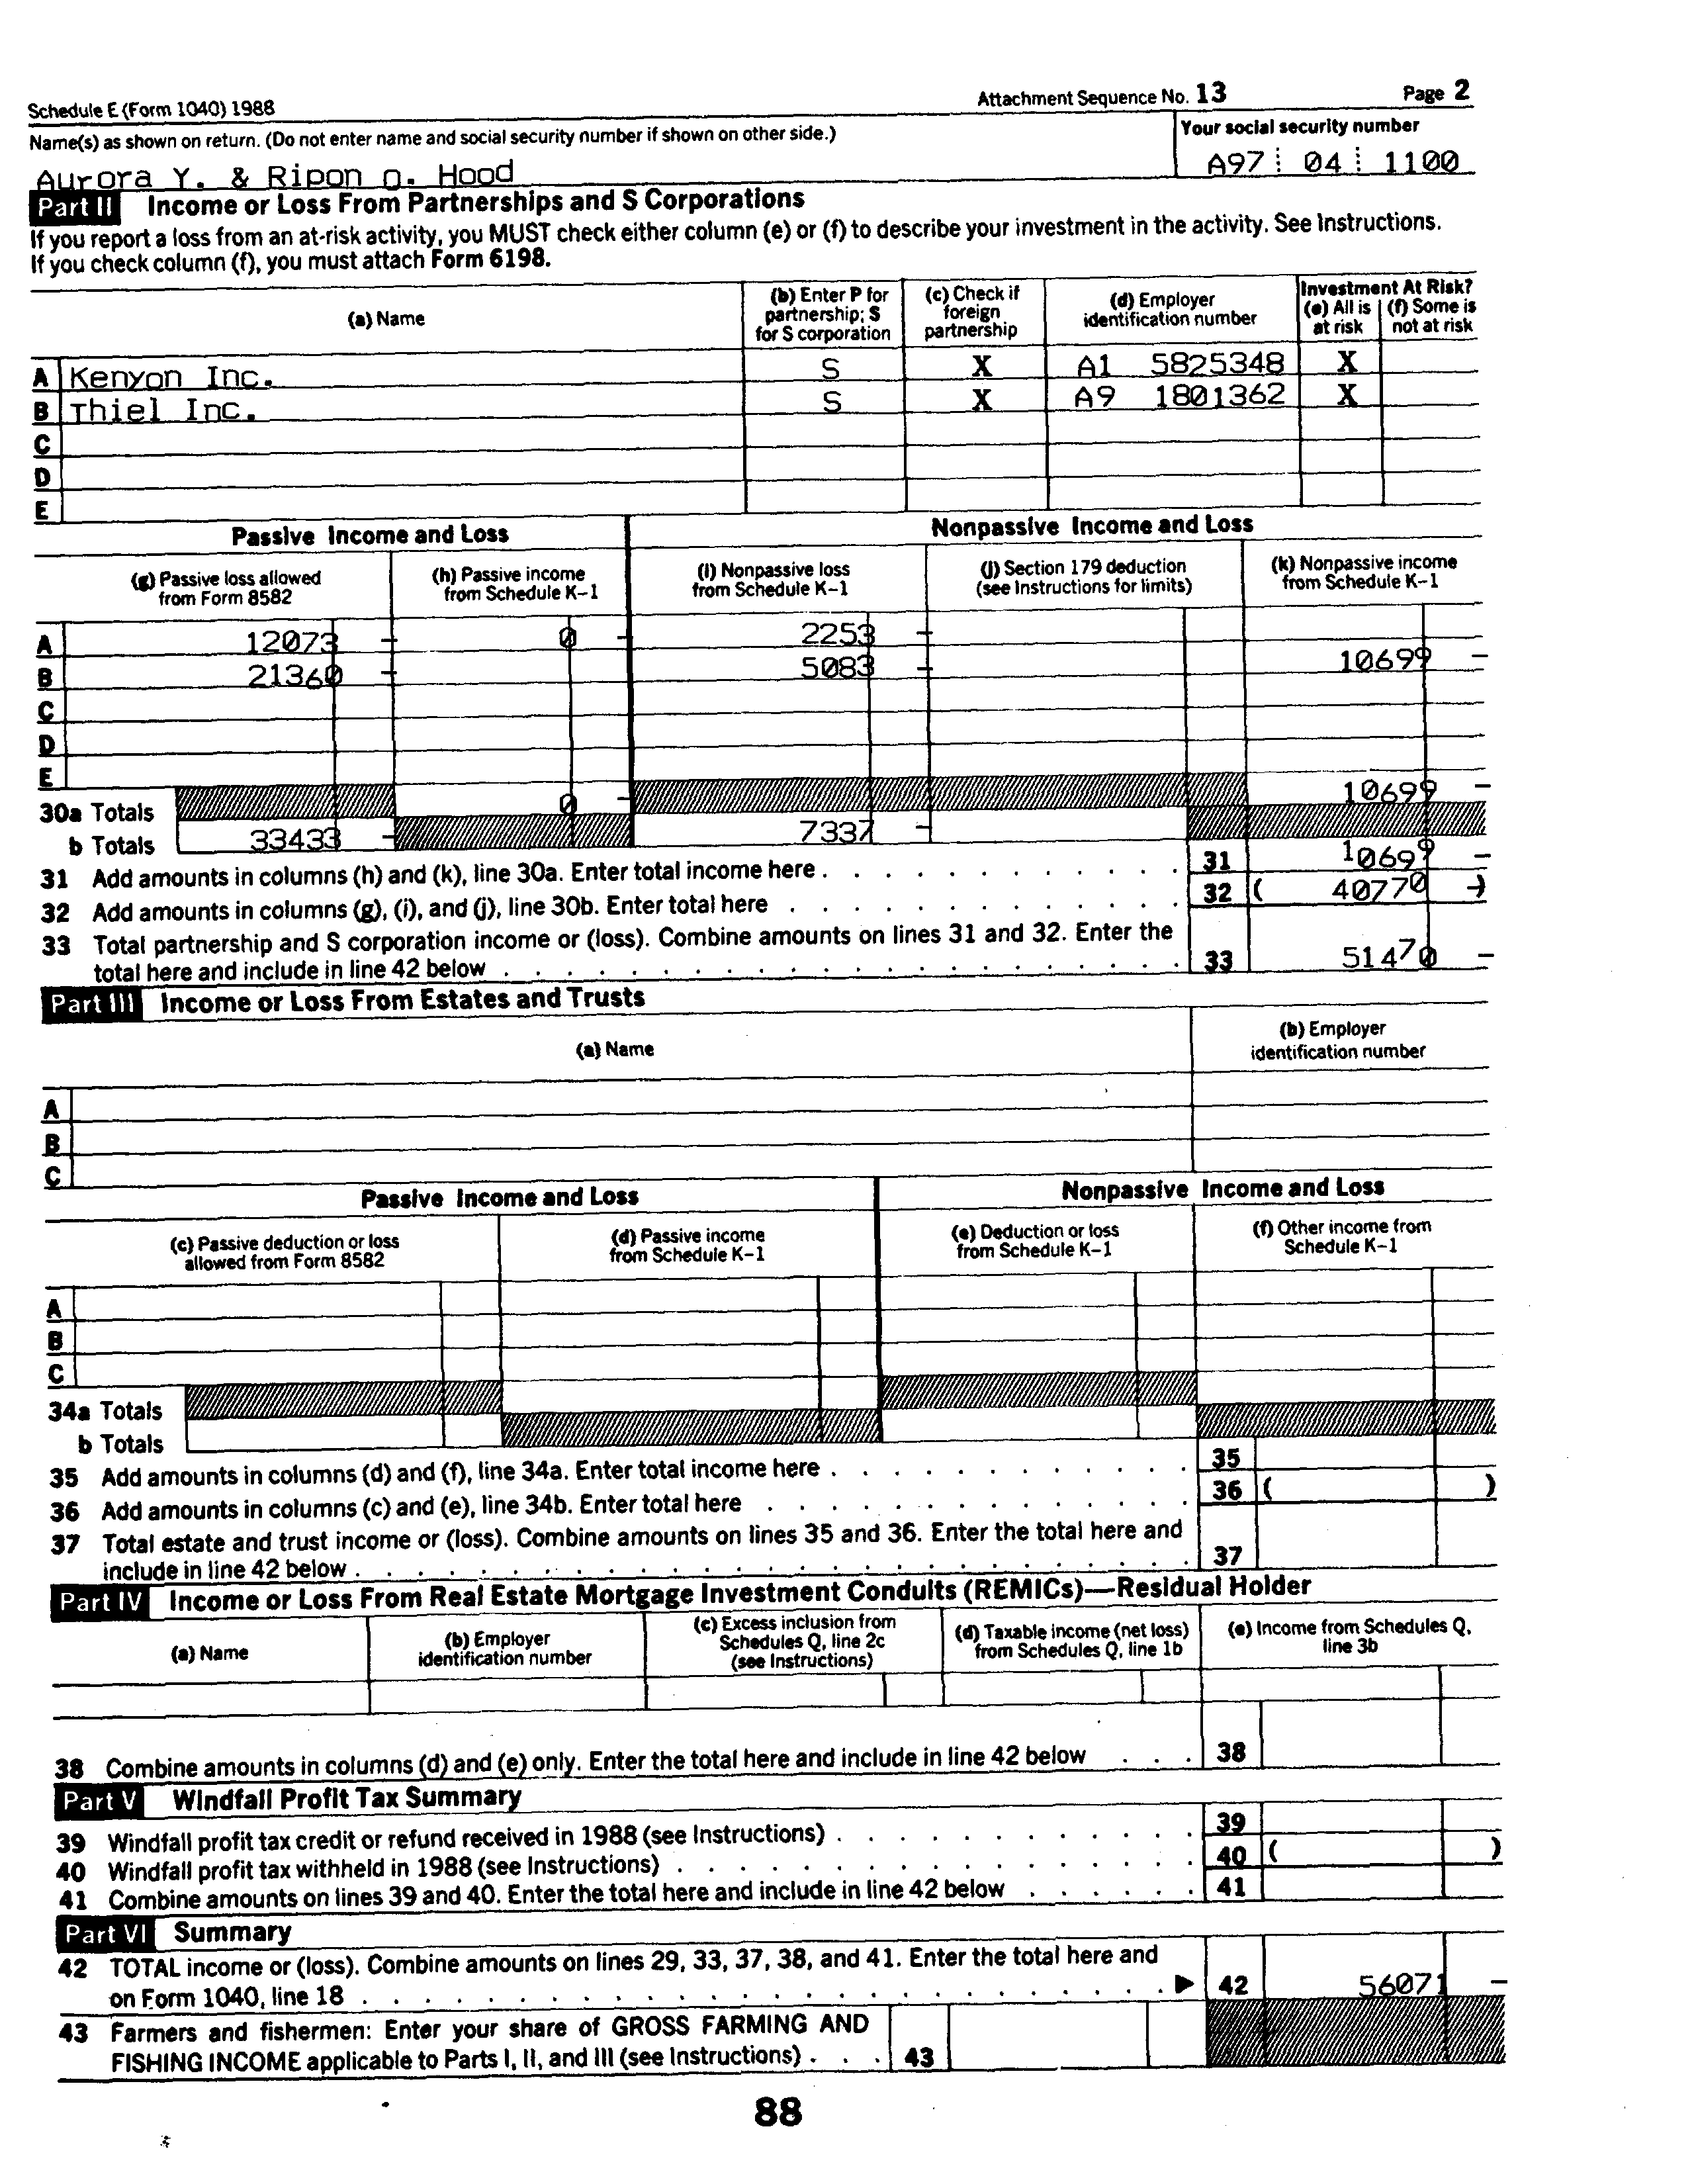 Schedule E (Form 1040) 1988 Attachment Sequence No. 13 Page 2
Name(s) as shown on return. (Do not enter name and social security number if shown on other side.) Your social security number
Aurora Y. & Ripon O. Hood A97 04 1100
Part II Income or Loss From Partnerships and S Corporations
If you report a loss from an at-risk activity, you MUST check either column (e) or (f) to describe your investment in the activity. See Instructions.
If you check column (f), you must attach Form 6198.
(a) Name (b) Enter P for partnership; S for S corporation (c) Check if foreign partnership (d) Employer identification number Investment At Risk? (e) All is at risk (f) Some is not at risk
A Kenyon Inc. S X A1 5825348 X
B Thiel Inc. S X A9 1801362 X
C
D
E
Passive Income and Loss Nonpassive Income and Loss
(g) Passive loss allowed from Form 8582 (h) Passive income from Schedule K-1 (i) Nonpassive loss from Schedule K-1 (j) Section 179 deduction (see Instructions for limits) (k) Nonpassive income from Schedule K-1
A 12073 - 0 - 2253 -
B 21360 - 5083 - 10699 -
C
D
E
30a Totals 0 - 10699 -
b Totals 33433 - 7337 -
31 Add amounts in columns (h) and (k), line 30a. Enter total income here . 31 10699 -
32 Add amounts in columns (g), (i), and (j), line 30b. Enter total here . 32 ( 40770 -)
33 Total partnership and S corporation income or (loss). Combine amounts on lines 31 and 32. Enter the
total here and include in line 42 below . 33 51470 -
Part III Income or Loss From Estates and Trusts
(a) Name (b) Employer identification number
A
B
C
Passive Income and Loss Nonpassive Income and Loss
(c) Passive deduction or loss allowed from Form 8582 (d) Passive income from Schedule K-1 (e) Deduction or loss from Schedule K-1 (f) Other income from Schedule K-1
A
B
C
34a Totals
b Totals
35 Add amounts in columns (d) and (f), line 34a. Enter total income here . 35
36 Add amounts in columns (c) and (e), line 34b. Enter total here . 36 ( )
37 Total estate and trust income or (loss). Combine amounts on lines 35 and 36. Enter the total here and
include in line 42 below . 37
Part IV Income or Loss From Real Estate Mortgage Investment Conduits (REMICs)—Residual Holder
(a) Name (b) Employer identification number (c) Excess inclusion from Schedules Q, line 2c (see Instructions) (d) Taxable income (net loss) from Schedules Q, line 1b (e) Income from Schedules Q, line 3b
38 Combine amounts in columns (d) and (e) only. Enter the total here and include in line 42 below . 38
Part V Windfall Profit Tax Summary
39 Windfall profit tax credit or refund received in 1988 (see Instructions) . 39
40 Windfall profit tax withheld in 1988 (see Instructions) . 40 ( )
41 Combine amounts on lines 39 and 40. Enter the total here and include in line 42 below . 41
Part VI Summary
42 TOTAL income or (loss). Combine amounts on lines 29, 33, 37, 38, and 41. Enter the total here and
on Form 1040, line 18 . ▶ 42 56071 -
43 Farmers and fishermen: Enter your share of GROSS FARMING AND
FISHING INCOME applicable to Parts I, II, and III (see Instructions) . 43
88